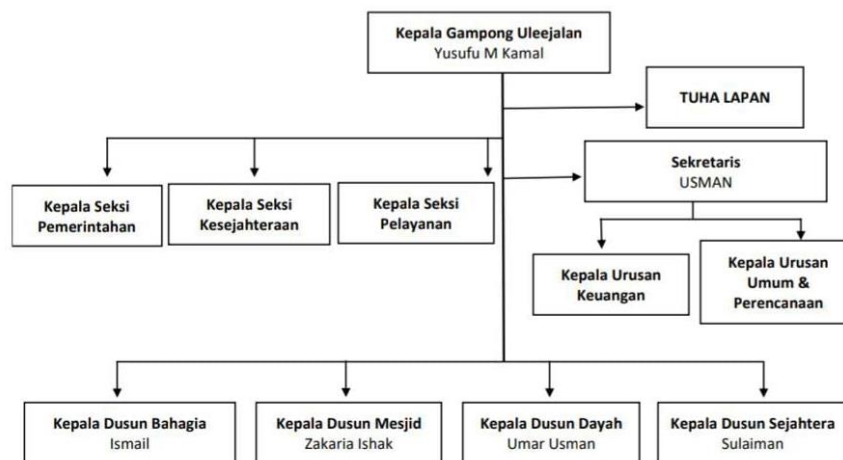 Kepala Gampong Uleejalan
Yusufu M Kamal
TUHA LAPAN
Sekretaris
USMAN
Kepala Seksi
Pemerintahan
Kepala Seksi
Kesejahteraan
Kepala Seksi
Pelayanan
Kepala Urusan
Keuangan
Kepala Urusan
Umum &
Perencanaan
Kepala Dusun Bahagia
Ismail
Kepala Dusun Mesjid
Zakaria Ishak
Kepala Dusun Dayah
Umar Usman
Kepala Dusun Sejahtera
Sulaiman